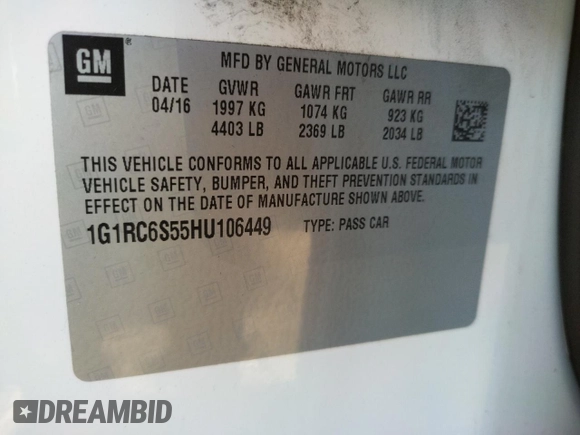 GM
MFD BY GENERAL MOTORS LLC
DATE GVWR GAWR FRT GAWR RR
04/16 1997 KG 1074 KG 923 KG
4403 LB 2369 LB 2034 LB
THIS VEHICLE CONFORMS TO ALL APPLICABLE U.S. FEDERAL MOTOR
VEHICLE SAFETY, BUMPER, AND THEFT PREVENTION STANDARDS IN
EFFECT ON THE DATE OF MANUFACTURE SHOWN ABOVE.
1G1RC6S55HU106449 TYPE: PASS CAR
DREAMBID